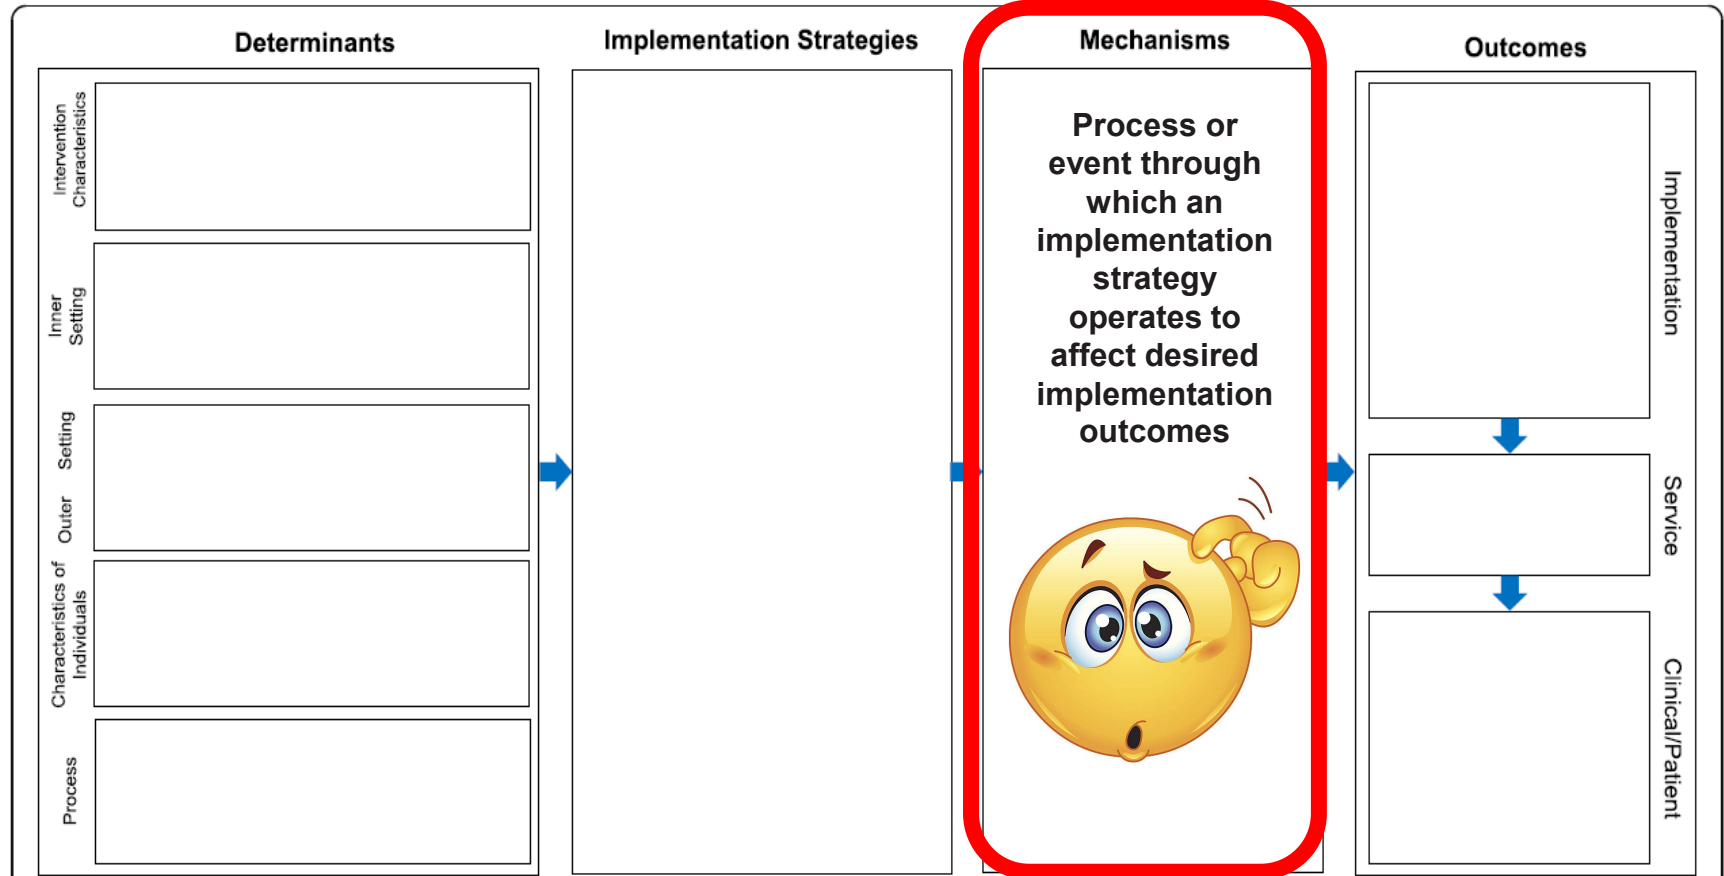 Determinants
Implementation Strategies
Mechanisms
Outcomes
Intervention
Characteristics
Inner
Setting
Outer Setting
Characteristics of
Individuals
Process
Process or
event through
which an
implementation
strategy
operates to
affect desired
implementation
outcomes
Implementation
Service
Clinical/Patient